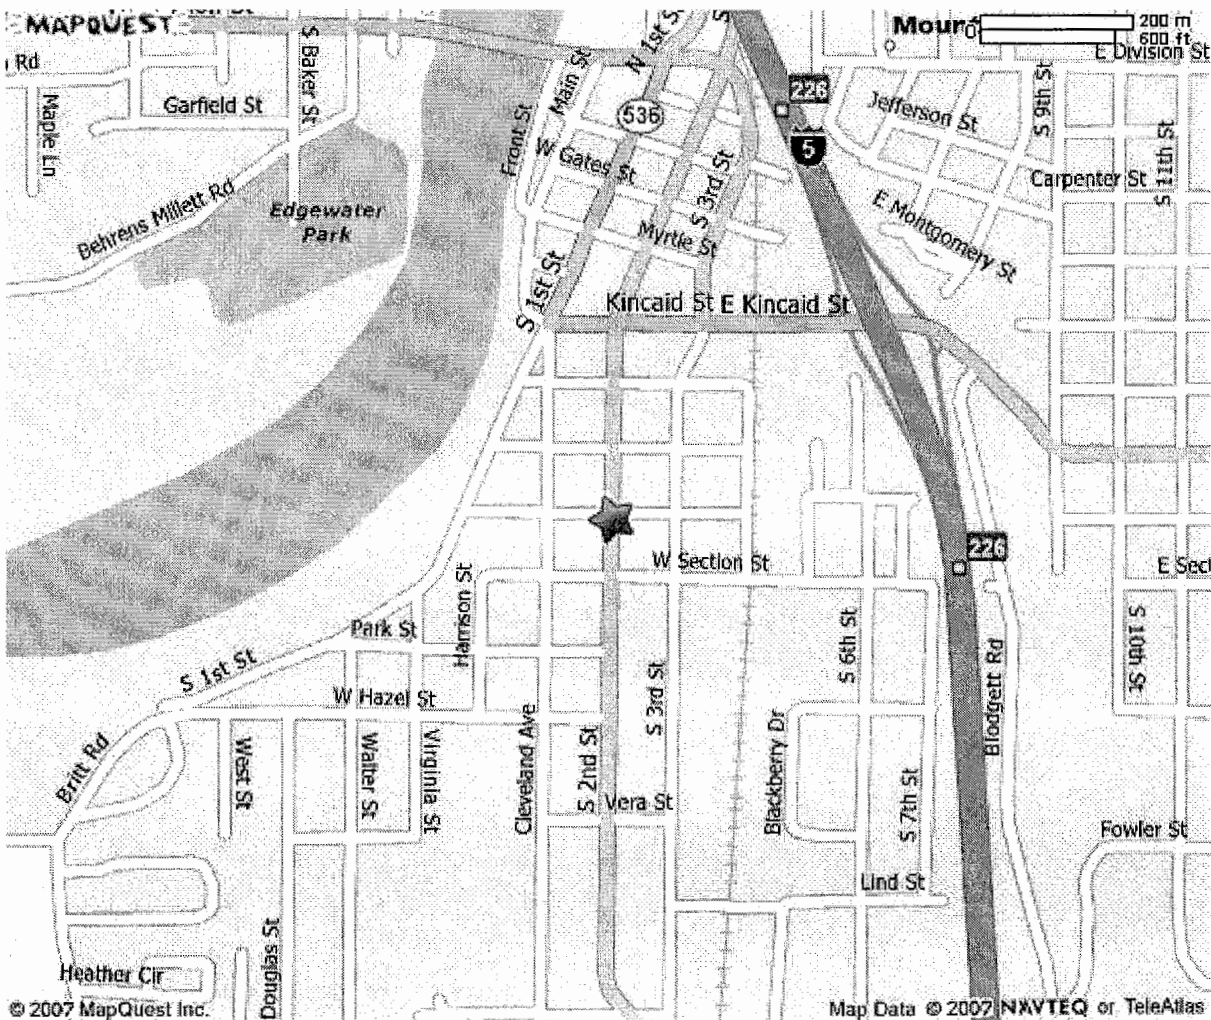 MAPQUEST
200 m
600 ft
E Division St
Rd
S Baker St
N 1st St
Main St
226
S 9th St
Maple Ln
Garfield St
Front St
536
Jefferson St
5
S 11th St
W Gates St
S 3rd St
Carpenter St
Behrens Millett Rd
Edgewater
Park
E Montgomery St
Myrtle St
S 1st St
Kincaid St
E Kincaid St
226
W Section St
Harrison St
Park St
S 6th St
S 10th St
S 1st St
W Hazel St
S 3rd St
Blodgett Rd
Britt Rd
West St
Walter St
Virginia St
Cleveland Ave
S 2nd St
Vera St
Blackberry Dr
S 7th St
Fowler St
Lind St
Douglas St
Heather Cir
© 2007 MapQuest Inc.
Map Data © 2007 NAVTEQ or TeleAtlas